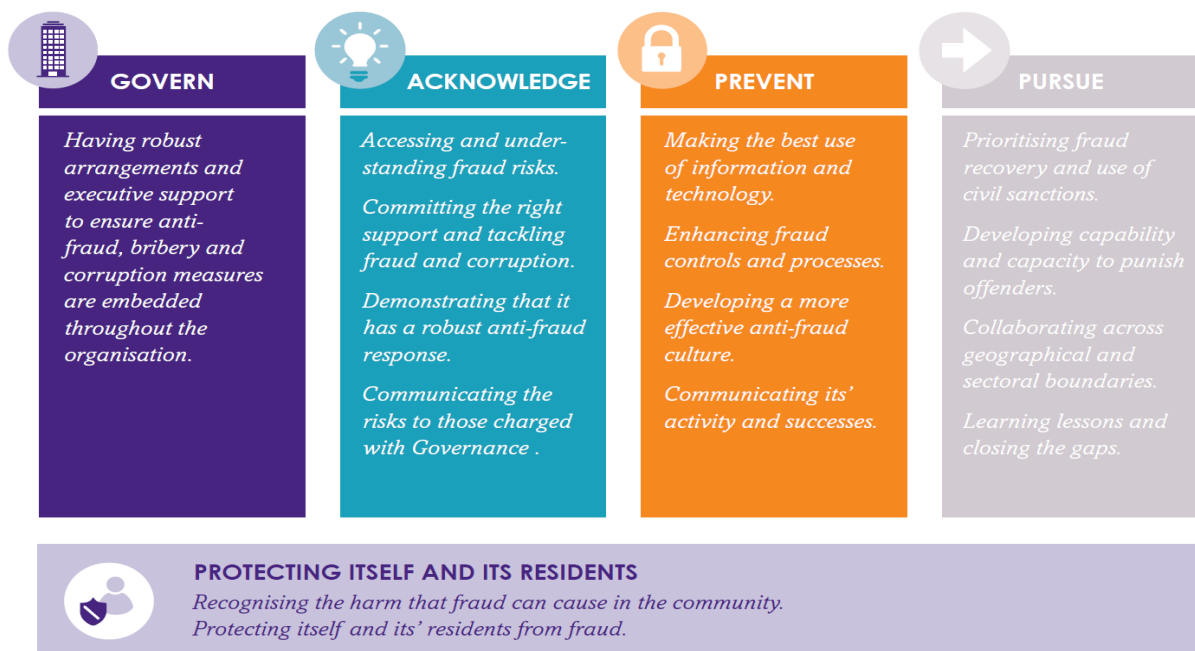 GOVERN
Having robust
arrangements and
executive support
to ensure anti-
fraud, bribery and
corruption measures
are embedded
throughout the
organisation.
ACKNOWLEDGE
Accessing and under-
standing fraud risks.
Committing the right
support and tackling
fraud and corruption.
Demonstrating that it
has a robust anti-fraud
response.
Communicating the
risks to those charged
with Governance .
PREVENT
Making the best use
of information and
technology.
Enhancing fraud
controls and processes.
Developing a more
effective anti-fraud
culture.
Communicating its’
activity and successes.
PURSUE
Prioritising fraud
recovery and use of
civil sanctions.
Developing capability
and capacity to punish
offenders.
Collaborating across
geographical and
sectoral boundaries.
Learning lessons and
closing the gaps.
PROTECTING ITSELF AND ITS RESIDENTS
Recognising the harm that fraud can cause in the community.
Protecting itself and its’ residents from fraud.